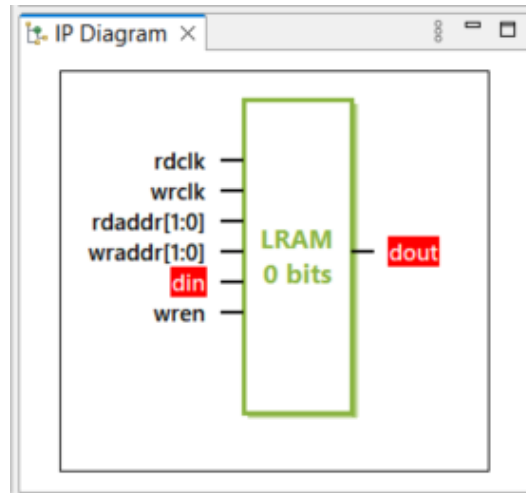 IP Diagram
rdclk
wrclk
rdaddr[1:0]
wraddr[1:0]
din
wren
LRAM
0 bits
dout